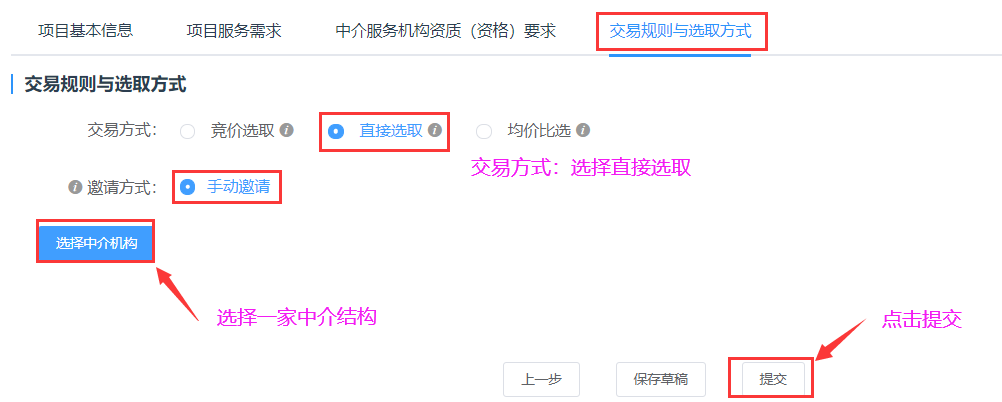 项目基本信息 项目服务需求 中介服务机构资质（资格）要求 交易规则与选取方式
交易规则与选取方式
交易方式： 竞价选取 i 直接选取 i 均价比选 i
交易方式：选择直接选取
i 邀请方式： 手动邀请
选择中介机构
选择一家中介结构
点击提交
上一步 保存草稿 提交